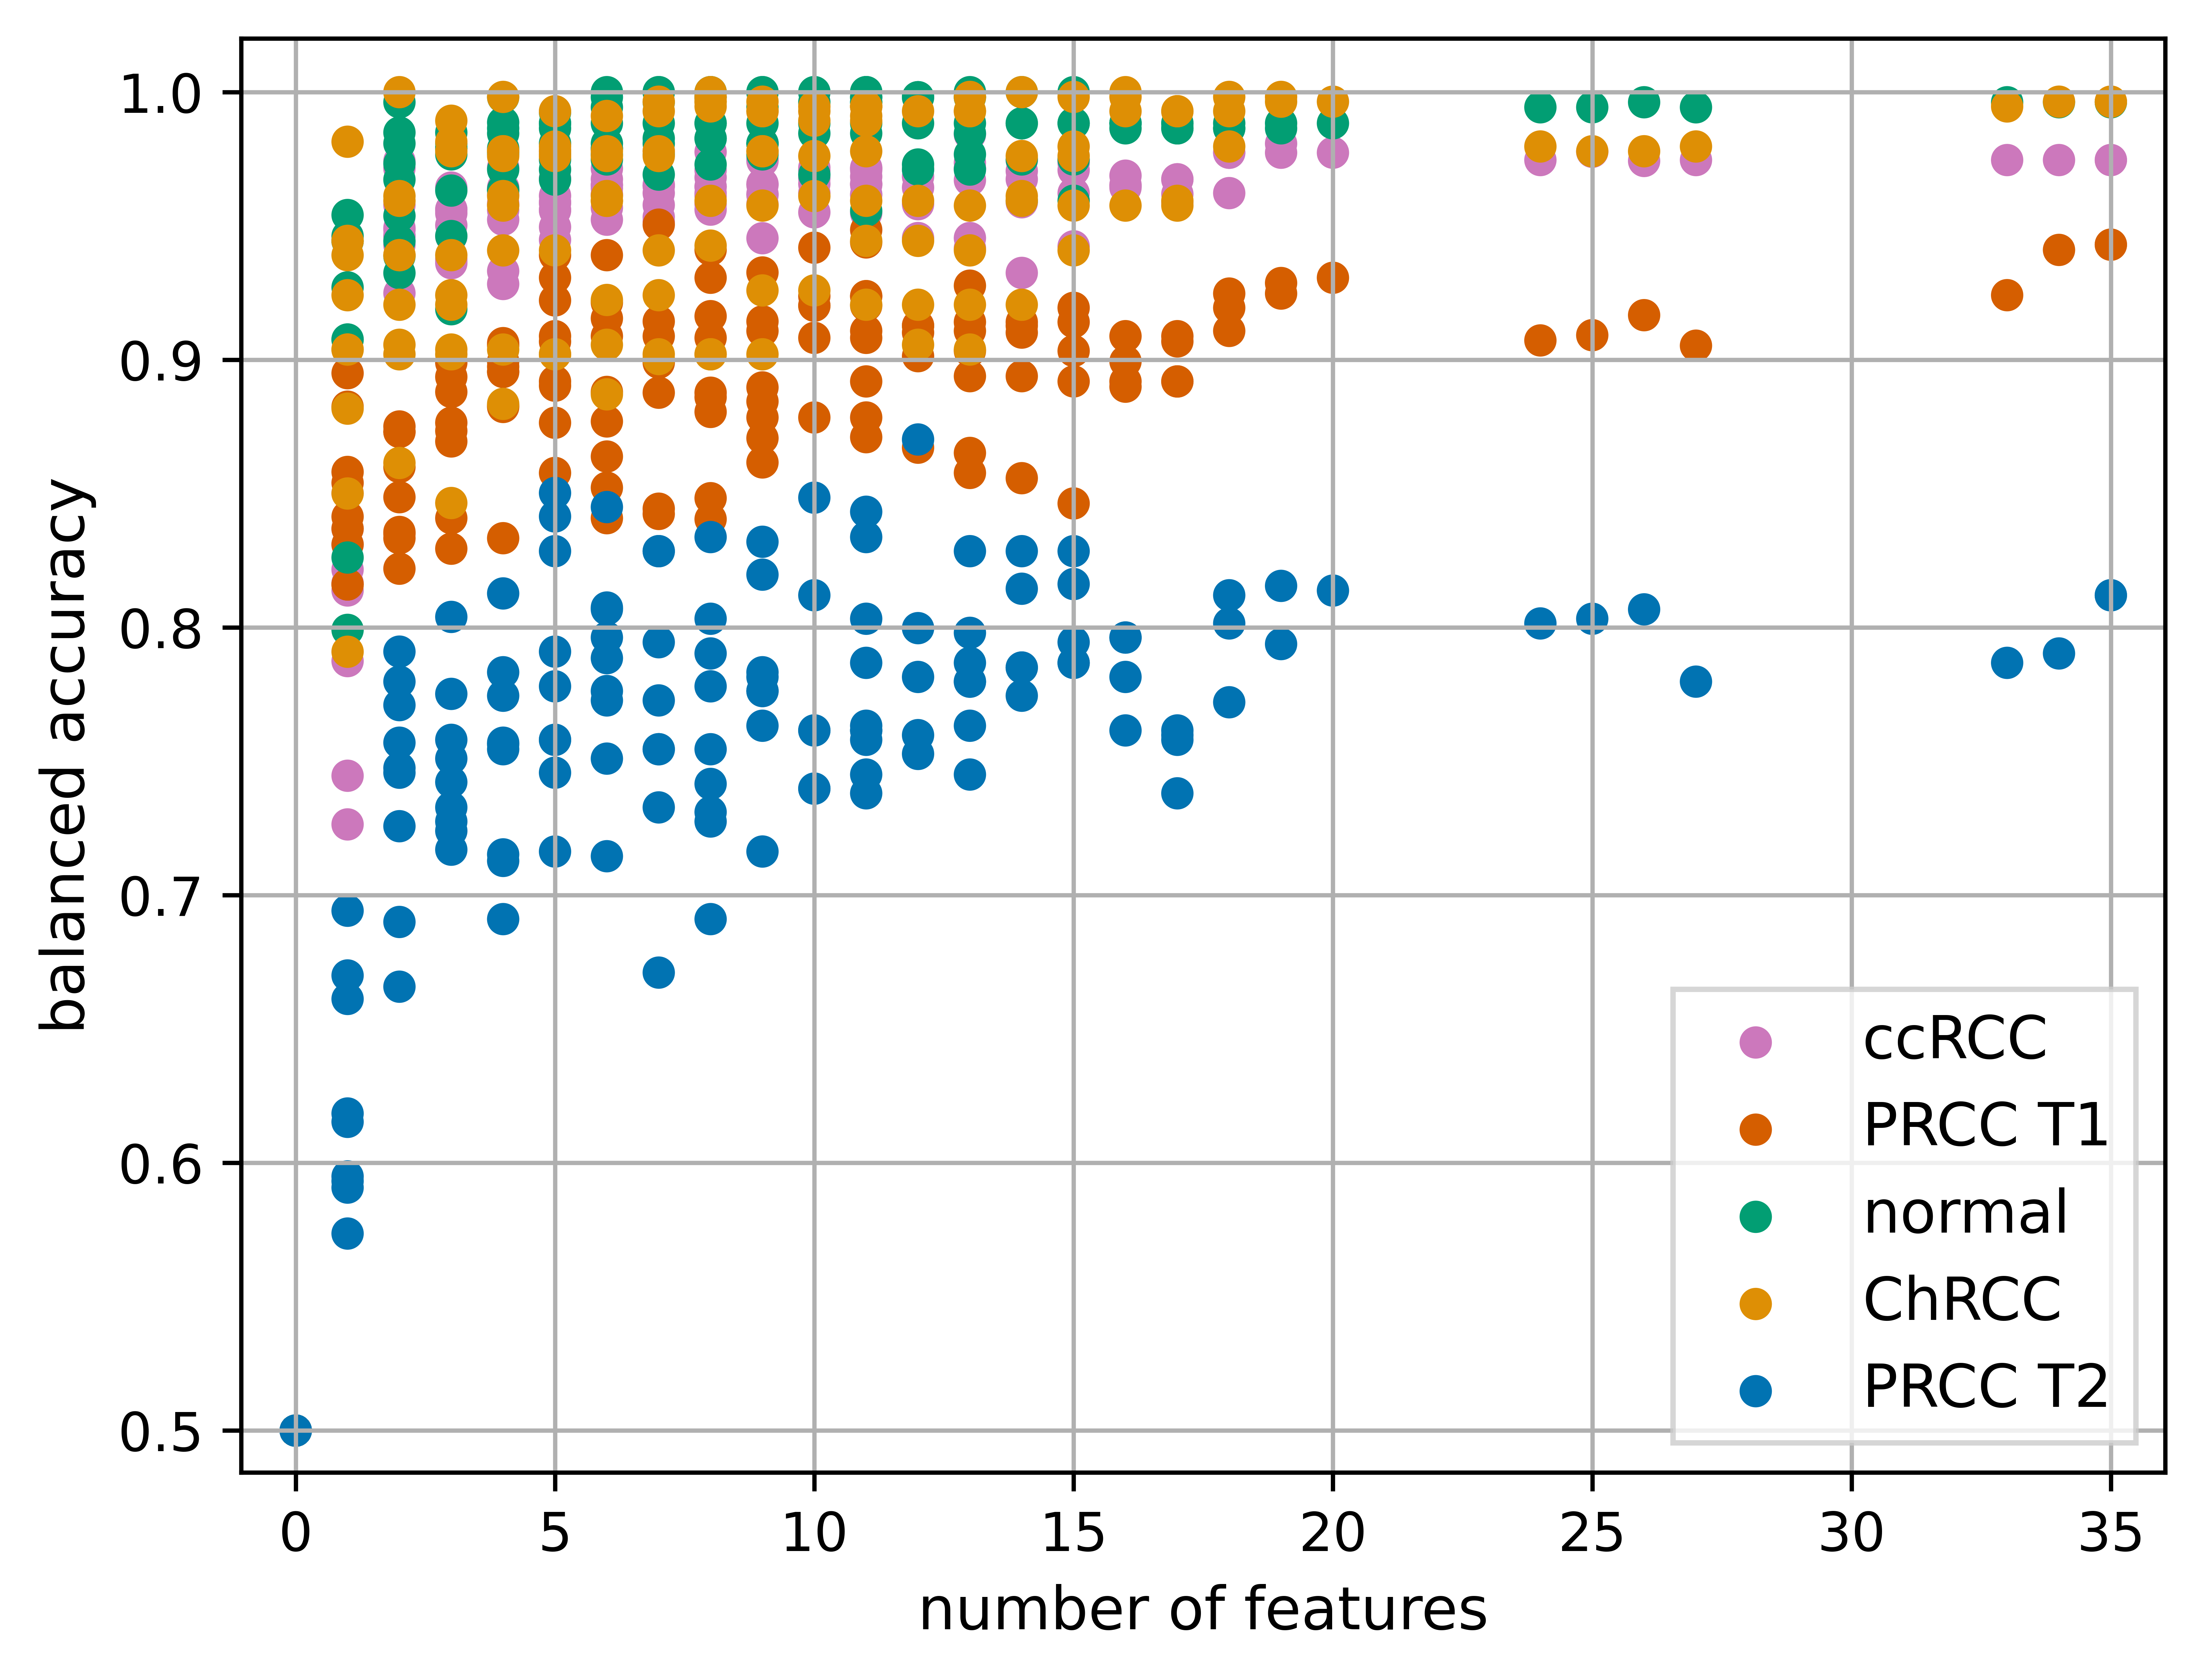 1.0
0.9
0.8
0.7
0.6
0.5
balanced accuracy
ccRCC
PRCC T1
normal
ChRCC
PRCC T2
0 5 10 15 20 25 30 35
number of features